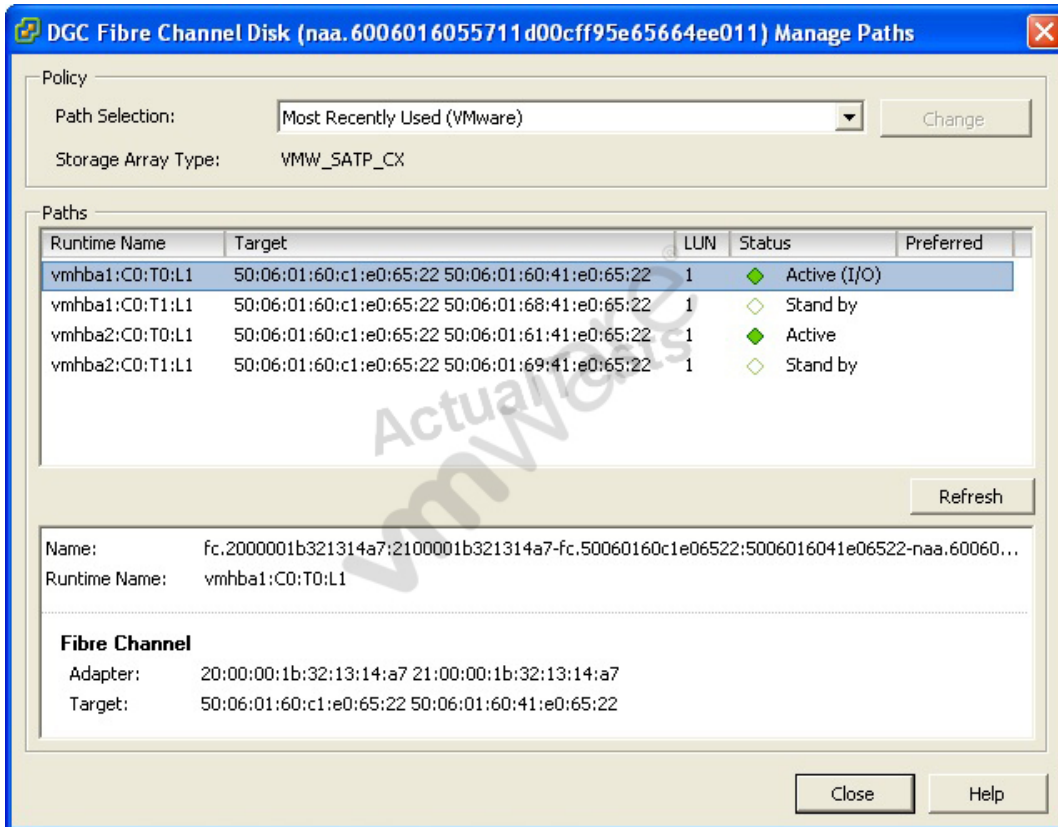 DGC Fibre Channel Disk (naa.6006016055711d00cff95e65664ee011) Manage Paths
Policy
Path Selection: Most Recently Used (VMware) Change
Storage Array Type: VMW_SATP_CX
Paths
Runtime Name Target LUN Status Preferred
vmhba1:C0:T0:L1 50:06:01:60:c1:e0:65:22 50:06:01:60:41:e0:65:22 1 Active (I/O)
vmhba1:C0:T1:L1 50:06:01:60:c1:e0:65:22 50:06:01:68:41:e0:65:22 1 Stand by
vmhba2:C0:T0:L1 50:06:01:60:c1:e0:65:22 50:06:01:61:41:e0:65:22 1 Active
vmhba2:C0:T1:L1 50:06:01:60:c1:e0:65:22 50:06:01:69:41:e0:65:22 1 Stand by
ActualTests
vmware®
Refresh
Name: fc.2000001b321314a7:2100001b321314a7-fc.50060160c1e06522:5006016041e06522-naa.60060...
Runtime Name: vmhba1:C0:T0:L1
Fibre Channel
Adapter: 20:00:00:1b:32:13:14:a7 21:00:00:1b:32:13:14:a7
Target: 50:06:01:60:c1:e0:65:22 50:06:01:60:41:e0:65:22
Close Help